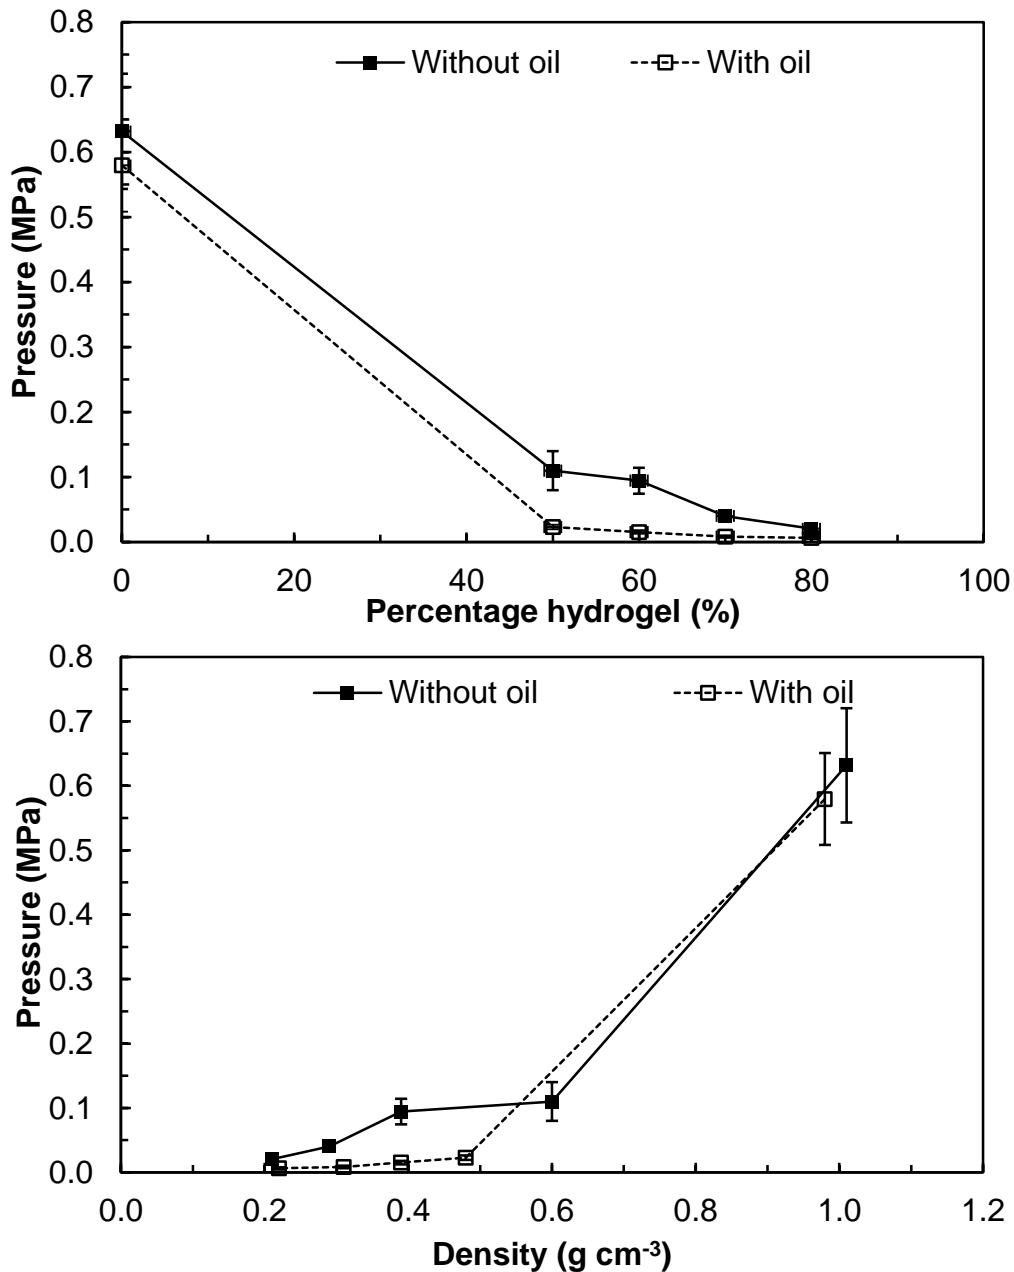 0.8
Without oil
With oil
0.7
0.6
0.5
0.4
0.3
0.2
0.1
0.0
Pressure (MPa)
0 20 40 60 80 100
Percentage hydrogel (%)
0.8
Without oil
With oil
0.7
0.6
0.5
0.4
0.3
0.2
0.1
0.0
Pressure (MPa)
0.0 0.2 0.4 0.6 0.8 1.0 1.2
Density (g cm⁻³)